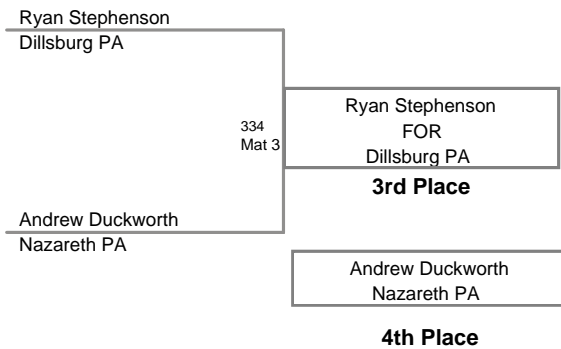 Ryan Stephenson
Dillsburg PA
334
Mat 3
Ryan Stephenson
FOR
Dillsburg PA
3rd Place
Andrew Duckworth
Nazareth PA
Andrew Duckworth
Nazareth PA
4th Place